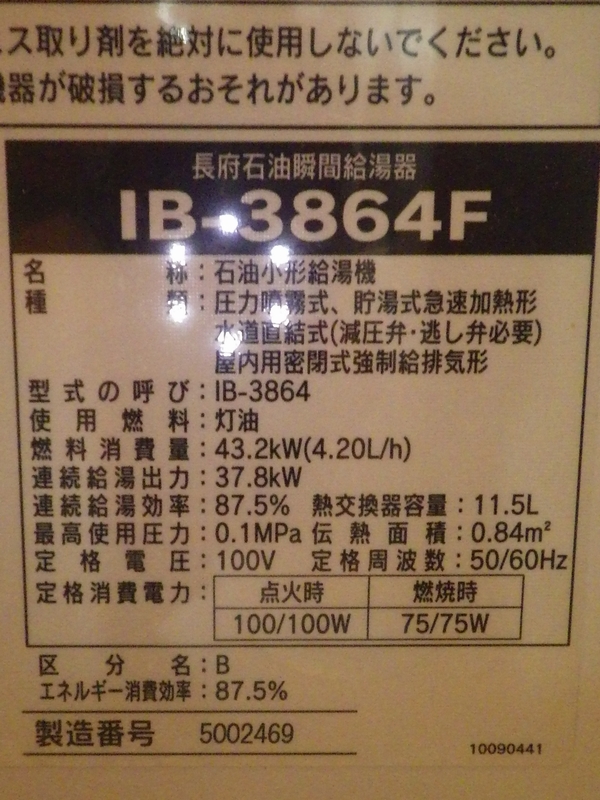 ス取り剤を絶対に使用しないでください。
機器が破損するおそれがあります。
長府石油瞬間給湯器
IB-3864F
名称：石油小形給湯機
種類：圧力噴霧式、貯湯式急速加熱形
水道直結式(減圧弁・逃し弁必要)
屋内用密閉式強制給排気形
型式の呼び：IB-3864
使用燃料：灯油
燃料消費量：43.2kW(4.20L/h)
連続給湯出力：37.8kW
連続給湯効率：87.5% 熱交換器容量：11.5L
最高使用圧力：0.1MPa 伝熱面積：0.84m²
定格電圧：100V 定格周波数：50/60Hz
定格消費電力： 点火時 燃焼時
100/100W 75/75W
区分名：B
エネルギー消費効率：87.5%
製造番号 5002469
10090441